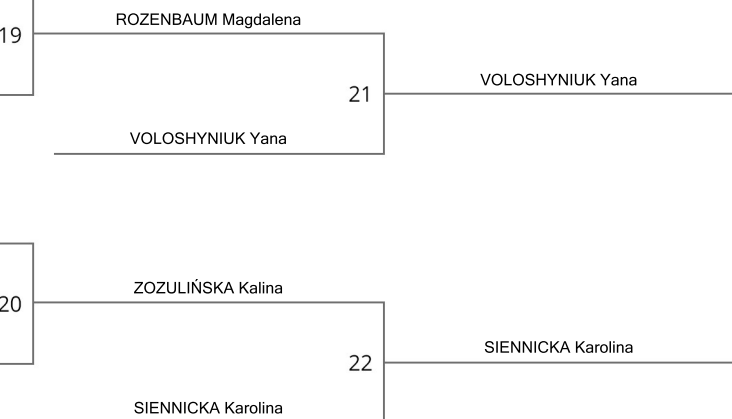 ROZENBAUM Magdalena
19
VOLOSHYNIUK Yana
21
VOLOSHYNIUK Yana
ZOZULIŃSKA Kalina
20
SIENNICKA Karolina
22
SIENNICKA Karolina